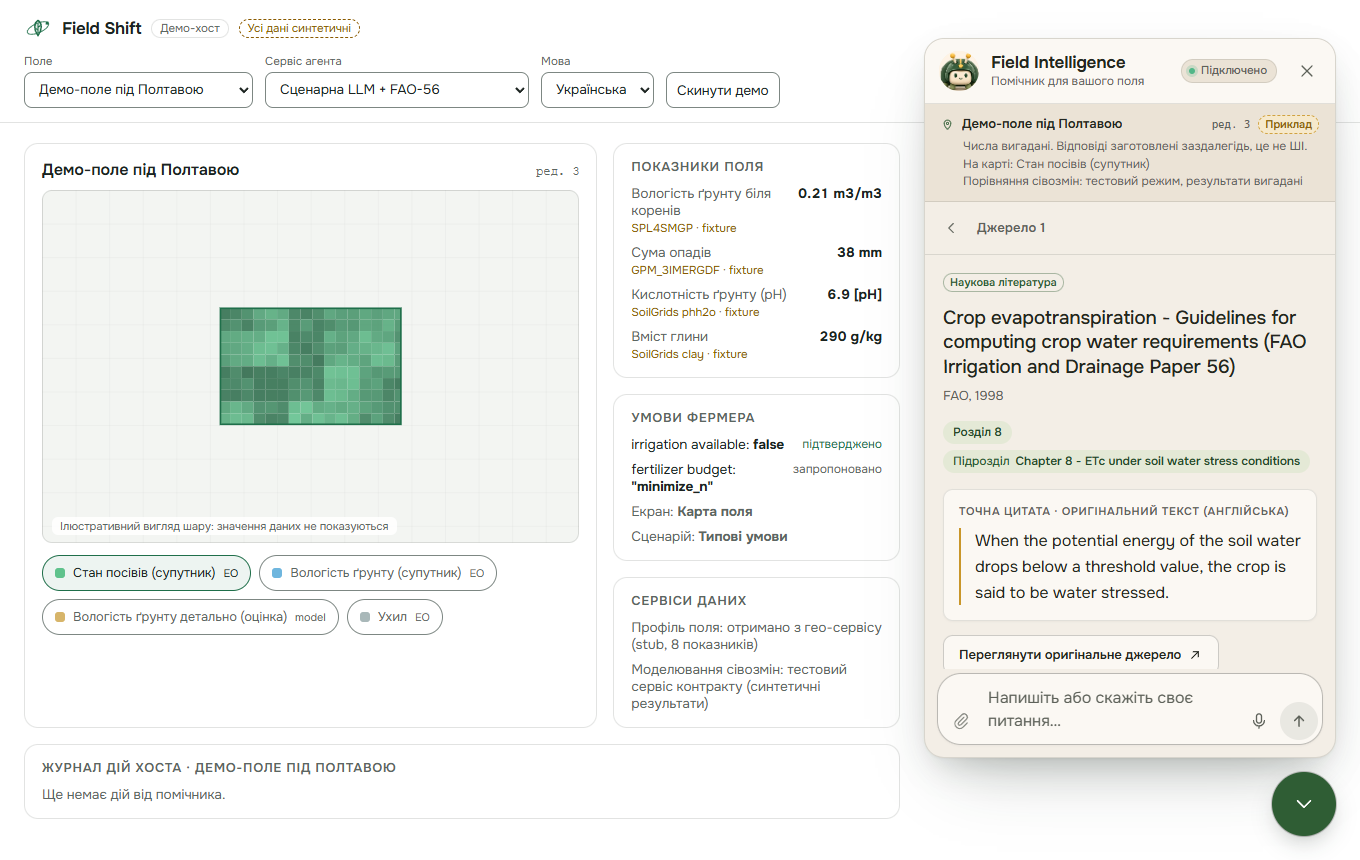 Field Shift
Демо-хост
Усі дані синтетичні
Поле
Сервіс агента
Мова
Демо-поле під Полтавою
Сценарна LLM + FAO-56
Українська
Скинути демо
Демо-поле під Полтавою
ред. 3
Ілюстративний вигляд шару: значення даних не показуються
Стан посівів (супутник) EO
Вологість ґрунту (супутник) EO
Вологість ґрунту детально (оцінка) model
Ухил EO
ПОКАЗНИКИ ПОЛЯ
Вологість ґрунту біля
коренів
0.21 m3/m3
SPL4SMGP · fixture
Сума опадів
38 mm
GPM_3IMERGDF · fixture
Кислотність ґрунту (pH)
6.9 [pH]
SoilGrids phh2o · fixture
Вміст глини
290 g/kg
SoilGrids clay · fixture
УМОВИ ФЕРМЕРА
irrigation available: false
підтверджено
fertilizer budget:
"minimize_n"
запропоновано
Екран: Карта поля
Сценарій: Типові умови
СЕРВІСИ ДАНИХ
Профіль поля: отримано з гео-сервісу
(stub, 8 показників)
Моделювання сівозмін: тестовий
сервіс контракту (синтетичні
результати)
ЖУРНАЛ ДІЙ ХОСТА · ДЕМО-ПОЛЕ ПІД ПОЛТАВОЮ
Ще немає дій від помічника.
Field Intelligence
Помічник для вашого поля
Підключено
Демо-поле під Полтавою
ред. 3
Приклад
Числа вигадані. Відповіді заготовлені заздалегідь, це не ШІ.
На карті: Стан посівів (супутник)
Порівняння сівозмін: тестовий режим, результати вигадані
Джерело 1
Наукова література
Crop evapotranspiration - Guidelines for
computing crop water requirements (FAO
Irrigation and Drainage Paper 56)
FAO, 1998
Розділ 8
Підрозділ Chapter 8 - ETc under soil water stress conditions
ТОЧНА ЦИТАТА · ОРИГІНАЛЬНИЙ ТЕКСТ (АНГЛІЙСЬКА)
When the potential energy of the soil water
drops below a threshold value, the crop is
said to be water stressed.
Переглянути оригінальне джерело
Напишіть або скажіть своє
питання...